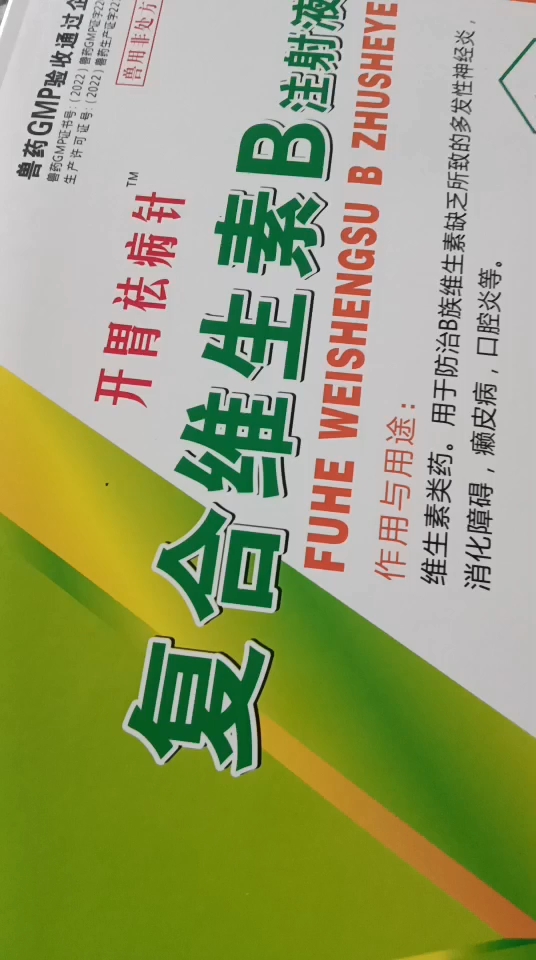 兽药GMP验收通过企
兽药GMP证书号:(2022)兽药GMP证字22
生产许可证号:(2022)兽药生产证字22
兽用非处方
开胃祛病针™
复合维生素B注射液
FUHE WEISHENGSU B ZHUSHEYE
作用与用途:
维生素类药。用于防治B族维生素缺乏所致的多发性神经炎,
消化障碍,癞皮病,口腔炎等。